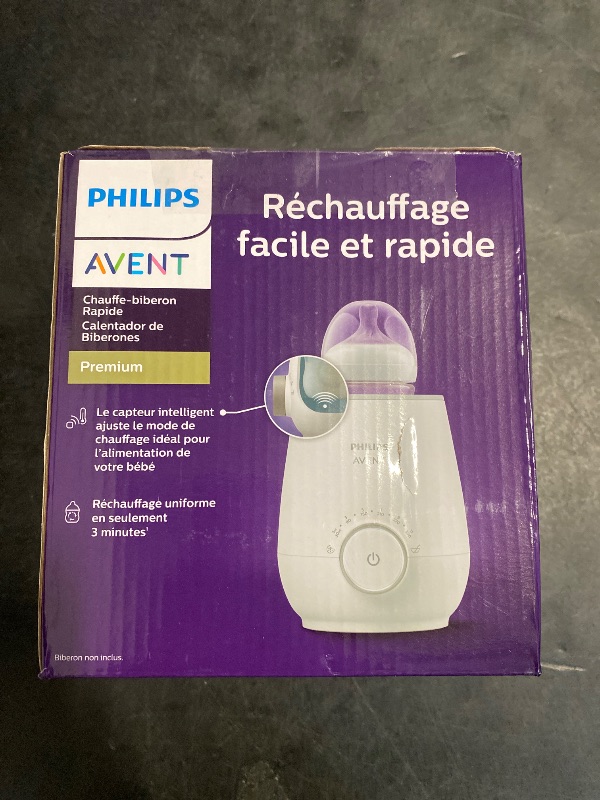 PHILIPS
AVENT
Chauffe-biberon
Rapide
Calentador de
Biberones
Premium
Réchauffage
facile et rapide
Le capteur intelligent
ajuste le mode de
chauffage idéal pour
l'alimentation de
votre bébé
Réchauffage uniforme
en seulement
3 minutes¹
PHILIPS
AVENT
Biberon non inclus.